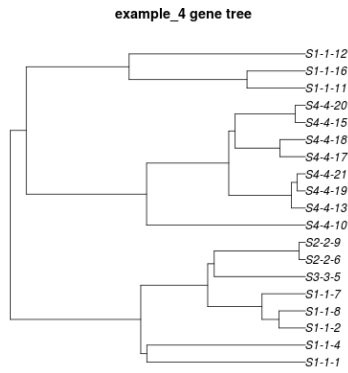 example_4 gene tree
S1-1-12
S1-1-16
S1-1-11
S4-4-20
S4-4-15
S4-4-18
S4-4-17
S4-4-21
S4-4-19
S4-4-13
S4-4-10
S2-2-9
S2-2-6
S3-3-5
S1-1-7
S1-1-8
S1-1-2
S1-1-4
S1-1-1